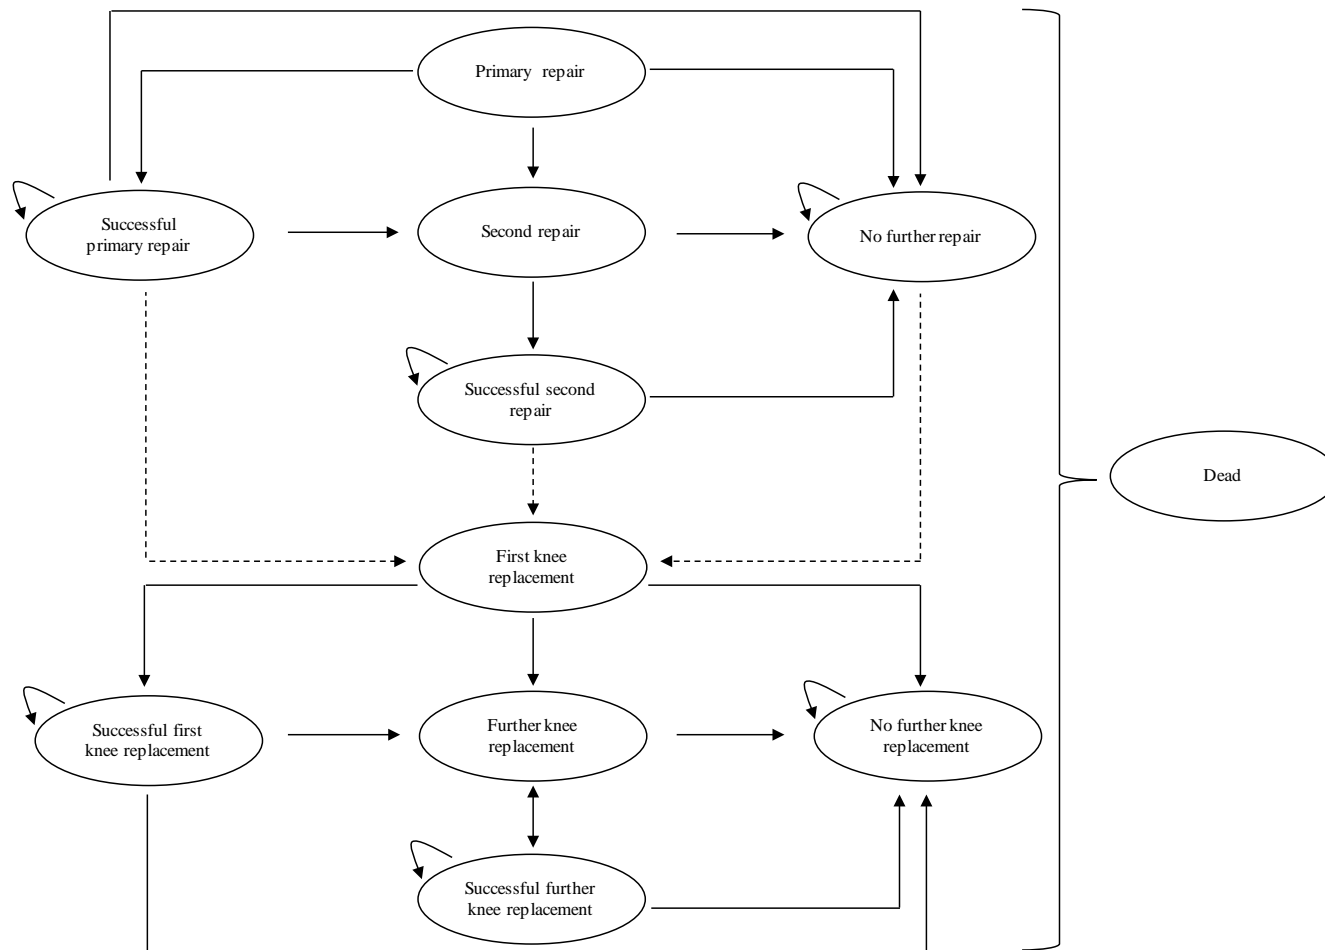 Primary repair
Successful
primary repair
Second repair
No further repair
Successful second
repair
Dead
First knee
replacement
Successful first
knee replacement
Further knee
replacement
No further knee
replacement
Successful further
knee replacement